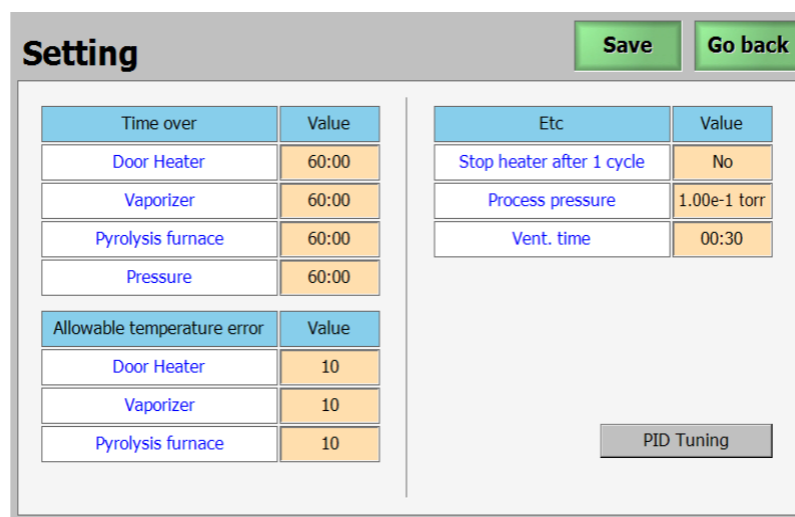 Setting
Save
Go back
Time over Value
Door Heater 60:00
Vaporizer 60:00
Pyrolysis furnace 60:00
Pressure 60:00
Allowable temperature error Value
Door Heater 10
Vaporizer 10
Pyrolysis furnace 10
Etc Value
Stop heater after 1 cycle No
Process pressure 1.00e-1 torr
Vent. time 00:30
PID Tuning